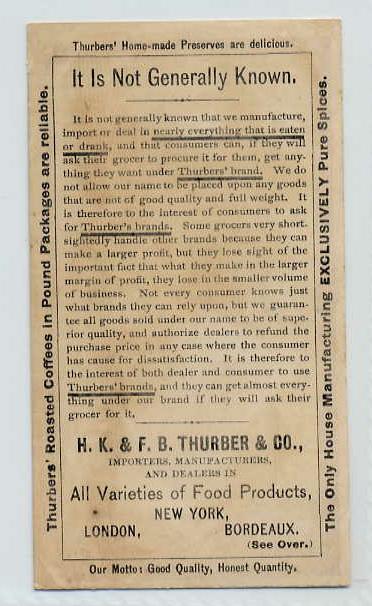 Thurbers' Home-made Preserves are delicious.
Thurbers' Roasted Coffees in Pound Packages are reliable.
It Is Not Generally Known.
It is not generally known that we manufacture,
import or deal in nearly everything that is eaten
or drank, and that consumers can, if they will
ask their grocer to procure it for them, get any-
thing they want under Thurbers' brand. We do
not allow our name to be placed upon any goods
that are not of good quality and full weight. It
is therefore to the interest of consumers to ask
for Thurber's brands. Some grocers very short-
sightedly handle other brands because they can
make a larger profit, but they lose sight of the
important fact that what they make in the larger
margin of profit, they lose in the smaller volume
of business. Not every consumer knows just
what brands they can rely upon, but we guaran-
tee all goods sold under our name to be of supe-
rior quality, and authorize dealers to refund the
purchase price in any case where the consumer
has cause for dissatisfaction. It is therefore to
the interest of both dealer and consumer to use
Thurbers' brands, and they can get almost every-
thing under our brand if they will ask their
grocer for it.
H. K. & F. B. THURBER & CO.,
IMPORTERS, MANUFACTURERS,
AND DEALERS IN
All Varieties of Food Products,
NEW YORK,
LONDON, BORDEAUX.
(See Over.)
The Only House Manufacturing EXCLUSIVELY Pure Spices.
Our Motto: Good Quality, Honest Quantity.